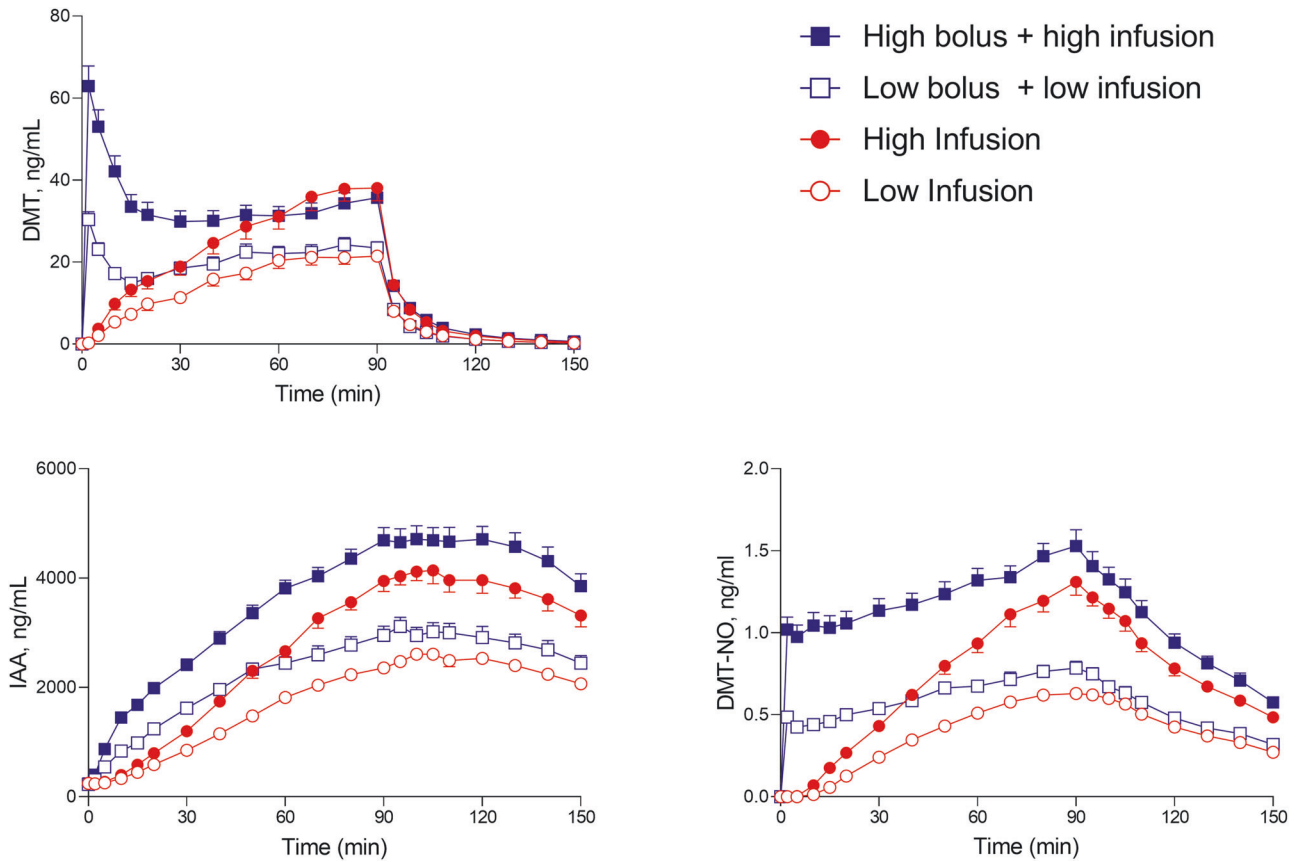 80
60
40
20
0
DMT, ng/mL
0 30 60 90 120 150
Time (min)
High bolus + high infusion
Low bolus + low infusion
High Infusion
Low Infusion
6000
4000
2000
0
IAA, ng/mL
0 30 60 90 120 150
Time (min)
2.0
1.5
1.0
0.5
0.0
DMT-NO, ng/ml
0 30 60 90 120 150
Time (min)